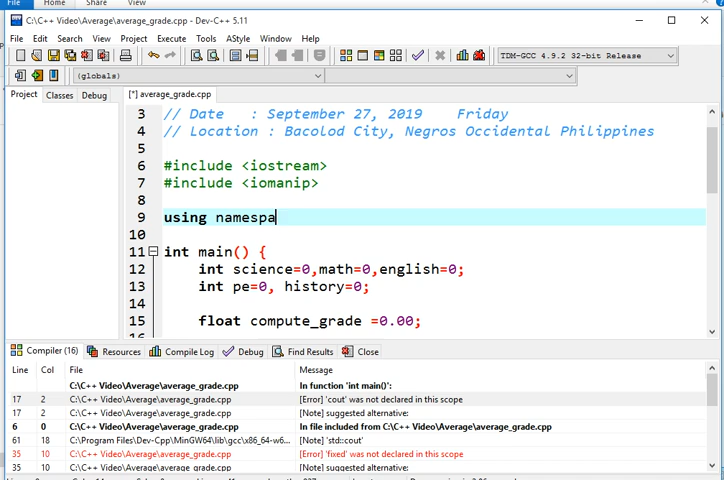 File Home Share View
C:\C++ Video\Average\average_grade.cpp - Dev-C++ 5.11
File Edit Search View Project Execute Tools AStyle Window Help
TDM-GCC 4.9.2 32-bit Release
(globals)
Project Classes Debug
[*] average_grade.cpp
3 // Date : September 27, 2019 Friday
4 // Location : Bacolod City, Negros Occidental Philippines
5
6 #include <iostream>
7 #include <iomanip>
8
9 using namespa
10
11 int main() {
12 int science=0,math=0,english=0;
13 int pe=0, history=0;
14
15 float compute_grade =0.00;
Compiler (16) Resources Compile Log Debug Find Results Close
Line Col File Message
C:\C++ Video\Average\average_grade.cpp In function 'int main()':
17 2 C:\C++ Video\Average\average_grade.cpp [Error] 'cout' was not declared in this scope
17 2 C:\C++ Video\Average\average_grade.cpp [Note] suggested alternative:
6 0 C:\C++ Video\Average\average_grade.cpp In file included from C:\C++ Video\Average\average_grade.cpp
61 18 C:\Program Files\Dev-Cpp\MinGW64\lib\gcc\x86_64-w6... [Note] 'std::cout'
35 10 C:\C++ Video\Average\average_grade.cpp [Error] 'fixed' was not declared in this scope
35 10 C:\C++ Video\Average\average_grade.cpp [Note] suggested alternative: